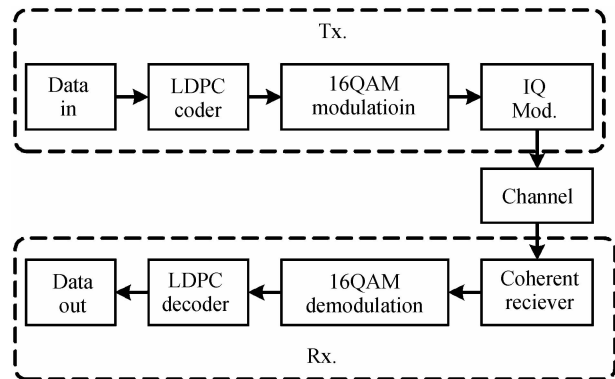 Tx.
Data
in
LDPC
coder
16QAM
modulatioin
IQ
Mod.
Channel
Data
out
LDPC
decoder
16QAM
demodulation
Coherent
reciever
Rx.